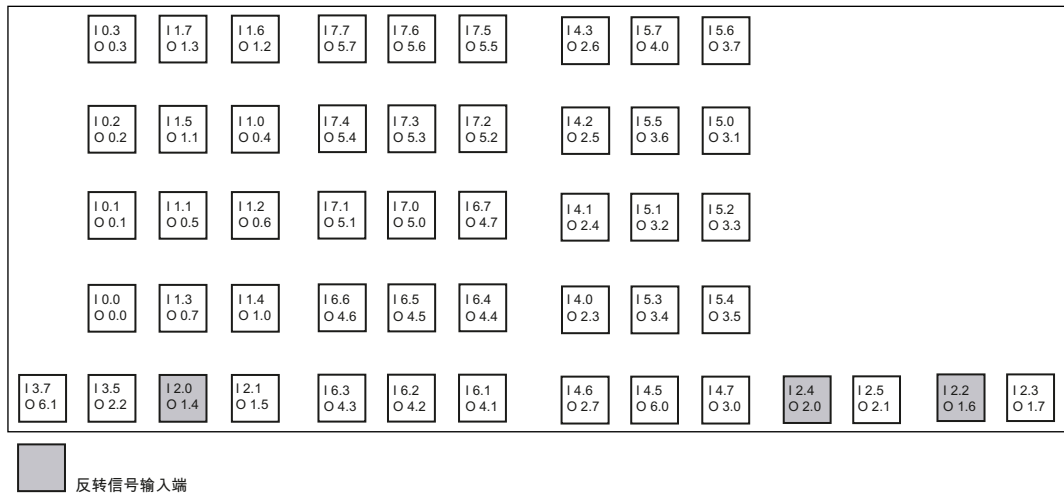 I 0.3 I 1.7 I 1.6 I 7.7 I 7.6 I 7.5 I 4.3 I 5.7 I 5.6
O 0.3 O 1.3 O 1.2 O 5.7 O 5.6 O 5.5 O 2.6 O 4.0 O 3.7
I 0.2 I 1.5 I 1.0 I 7.4 I 7.3 I 7.2 I 4.2 I 5.5 I 5.0
O 0.2 O 1.1 O 0.4 O 5.4 O 5.3 O 5.2 O 2.5 O 3.6 O 3.1
I 0.1 I 1.1 I 1.2 I 7.1 I 7.0 I 6.7 I 4.1 I 5.1 I 5.2
O 0.1 O 0.5 O 0.6 O 5.1 O 5.0 O 4.7 O 2.4 O 3.2 O 3.3
I 0.0 I 1.3 I 1.4 I 6.6 I 6.5 I 6.4 I 4.0 I 5.3 I 5.4
O 0.0 O 0.7 O 1.0 O 4.6 O 4.5 O 4.4 O 2.3 O 3.4 O 3.5
I 3.7 I 3.5 I 2.0 I 2.1 I 6.3 I 6.2 I 6.1 I 4.6 I 4.5 I 4.7 I 2.4 I 2.5 I 2.2 I 2.3
O 6.1 O 2.2 O 1.4 O 1.5 O 4.3 O 4.2 O 4.1 O 2.7 O 6.0 O 3.0 O 2.0 O 2.1 O 1.6 O 1.7
反转信号输入端